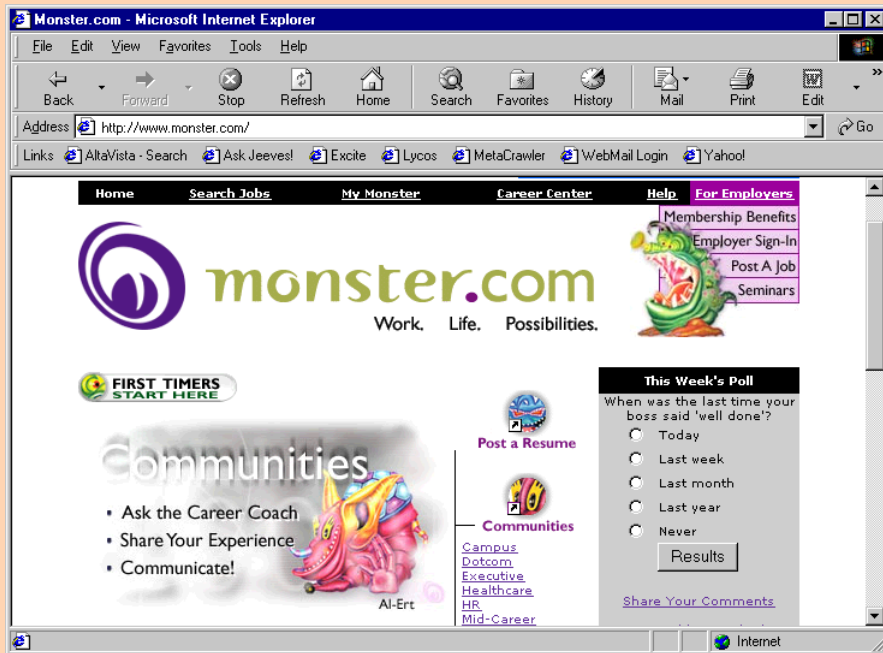 Monster.com - Microsoft Internet Explorer
File Edit View Favorites Tools Help
Back Forward Stop Refresh Home Search Favorites History Mail Print Edit »
Address http://www.monster.com/ Go
Links AltaVista - Search Ask Jeeves! Excite Lycos MetaCrawler WebMail Login Yahoo!
Home Search Jobs My Monster Career Center Help For Employers
Membership Benefits
Employer Sign-In
Post A Job
Seminars
monster.com
Work. Life. Possibilities.
FIRST TIMERS
START HERE
Communities
• Ask the Career Coach
• Share Your Experience
• Communicate!
Al-Ert
Post a Resume
Communities
Campus
Dotcom
Executive
Healthcare
HR
Mid-Career
This Week's Poll
When was the last time your
boss said 'well done'?
Today
Last week
Last month
Last year
Never
Results
Share Your Comments
Internet